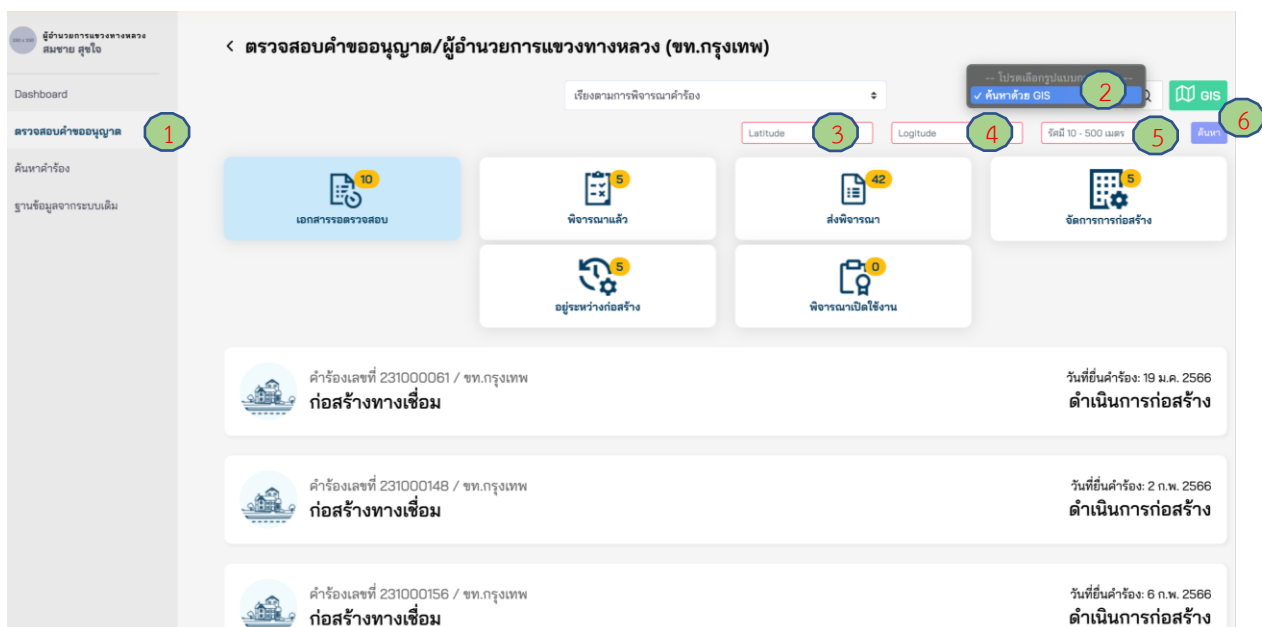 ผู้อำนวยการแขวงทางหลวง
สมชาย สุขใจ
< ตรวจสอบคำขออนุญาต/ผู้อำนวยการแขวงทางหลวง (ขท.กรุงเทพ)
Dashboard
ตรวจสอบคำขออนุญาต 1
ค้นหาคำร้อง
ฐานข้อมูลจากระบบเดิม
เรียงตามการพิจารณาคำร้อง
-- โปรดเลือกรูปแบบ --
✓ ค้นหาด้วย GIS 2
GIS
Latitude 3
Logitude 4
รัศมี 10 - 500 เมตร 5
ค้นหา 6
10
เอกสารรอตรวจสอบ
5
พิจารณาแล้ว
42
ส่งพิจารณา
5
จัดการการก่อสร้าง
5
อยู่ระหว่างก่อสร้าง
0
พิจารณาเปิดใช้งาน
คำร้องเลขที่ 231000061 / ขท.กรุงเทพ
ก่อสร้างทางเชื่อม
วันที่ยื่นคำร้อง: 19 ม.ค. 2566
ดำเนินการก่อสร้าง
คำร้องเลขที่ 231000148 / ขท.กรุงเทพ
ก่อสร้างทางเชื่อม
วันที่ยื่นคำร้อง: 2 ก.พ. 2566
ดำเนินการก่อสร้าง
คำร้องเลขที่ 231000156 / ขท.กรุงเทพ
ก่อสร้างทางเชื่อม
วันที่ยื่นคำร้อง: 6 ก.พ. 2566
ดำเนินการก่อสร้าง